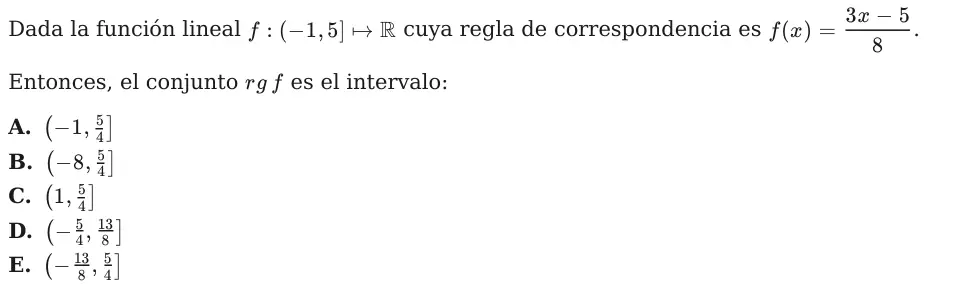 Dada la función lineal f : (−1, 5] ↦ ℝ cuya regla de correspondencia es f(x) = (3x − 5)/8.
Entonces, el conjunto rg f es el intervalo:
A. (−1, 5/4]
B. (−8, 5/4]
C. (1, 5/4]
D. (−5/4, 13/8]
E. (−13/8, 5/4]